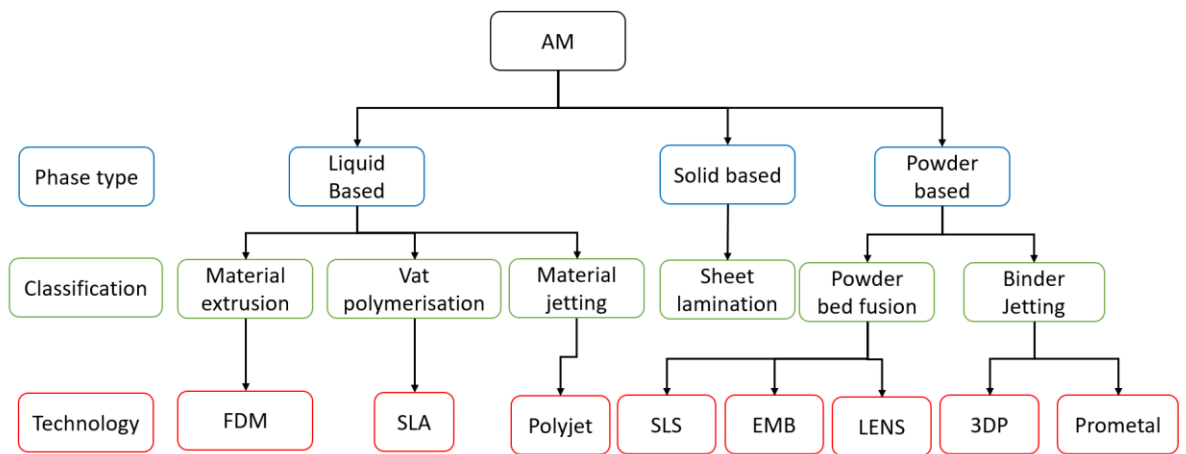 AM
Phase type
Liquid
Based
Solid based
Powder
based
Classification
Material
extrusion
Vat
polymerisation
Material
jetting
Sheet
lamination
Powder
bed fusion
Binder
Jetting
Technology
FDM
SLA
Polyjet
SLS
EMB
LENS
3DP
Prometal